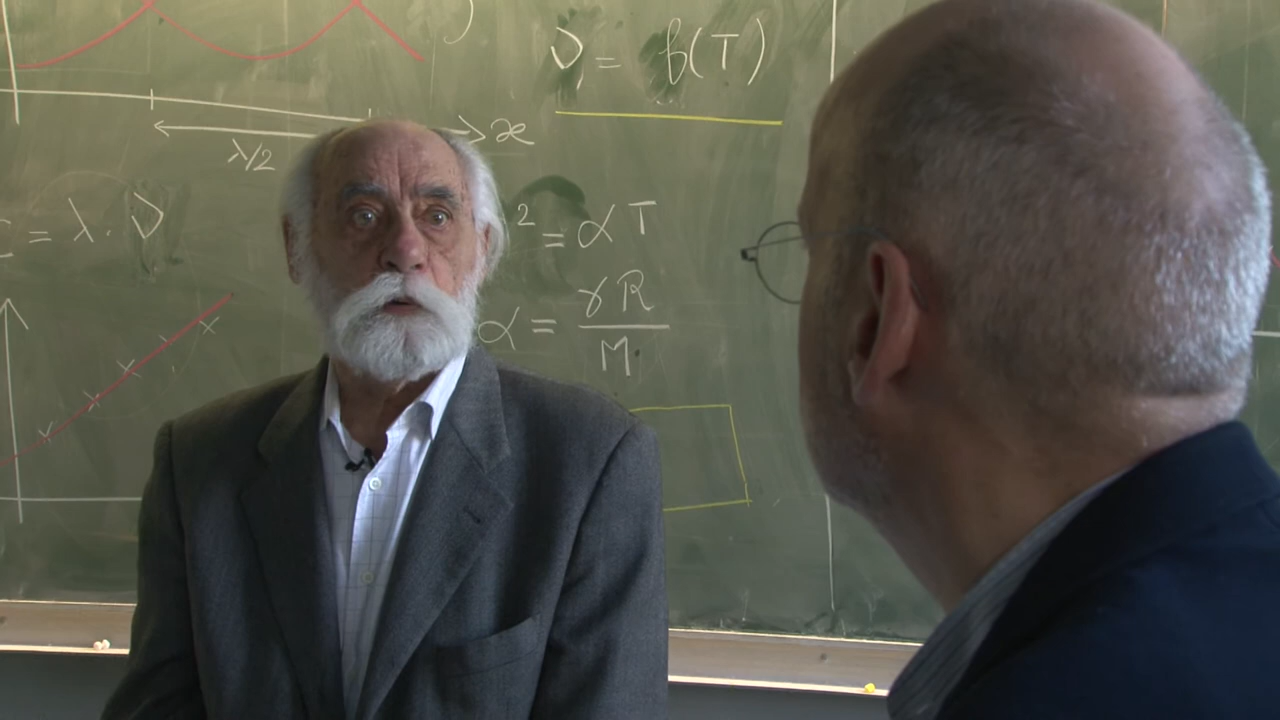 ν = f(T)
x
λ/2
= λ · ν
² = α T
α = γR/M